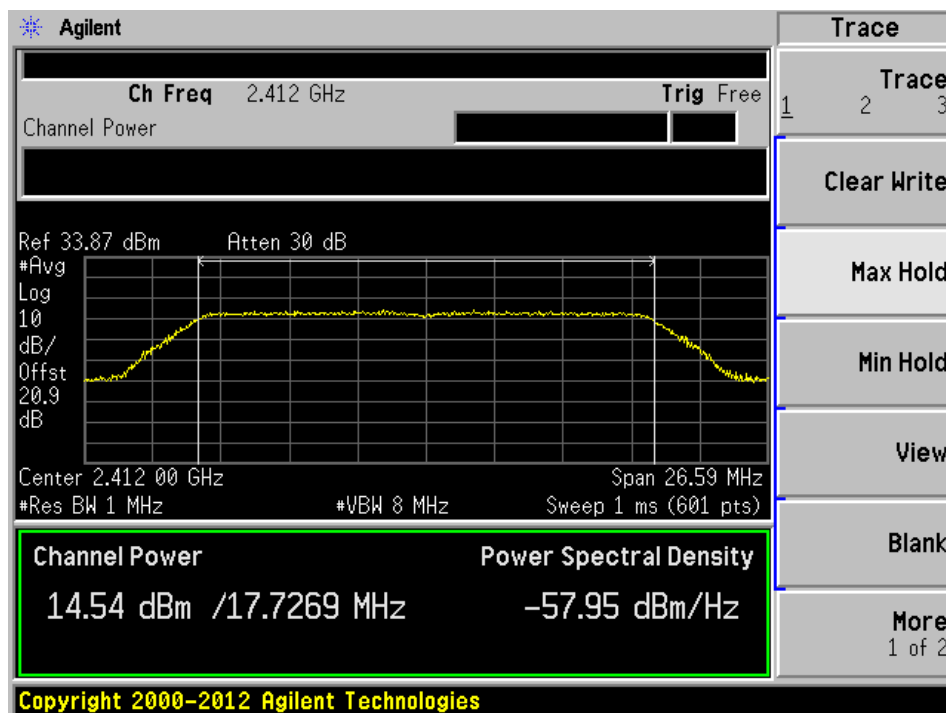 Agilent
Trace
Ch Freq 2.412 GHz Trig Free
Channel Power
Trace
1 2 3
Clear Write
Ref 33.87 dBm Atten 30 dB
#Avg
Log
10
dB/
Offst
20.9
dB
Max Hold
Min Hold
View
Center 2.412 00 GHz Span 26.59 MHz
#Res BW 1 MHz #VBW 8 MHz Sweep 1 ms (601 pts)
Blank
Channel Power Power Spectral Density
14.54 dBm /17.7269 MHz -57.95 dBm/Hz
More
1 of 2
Copyright 2000-2012 Agilent Technologies